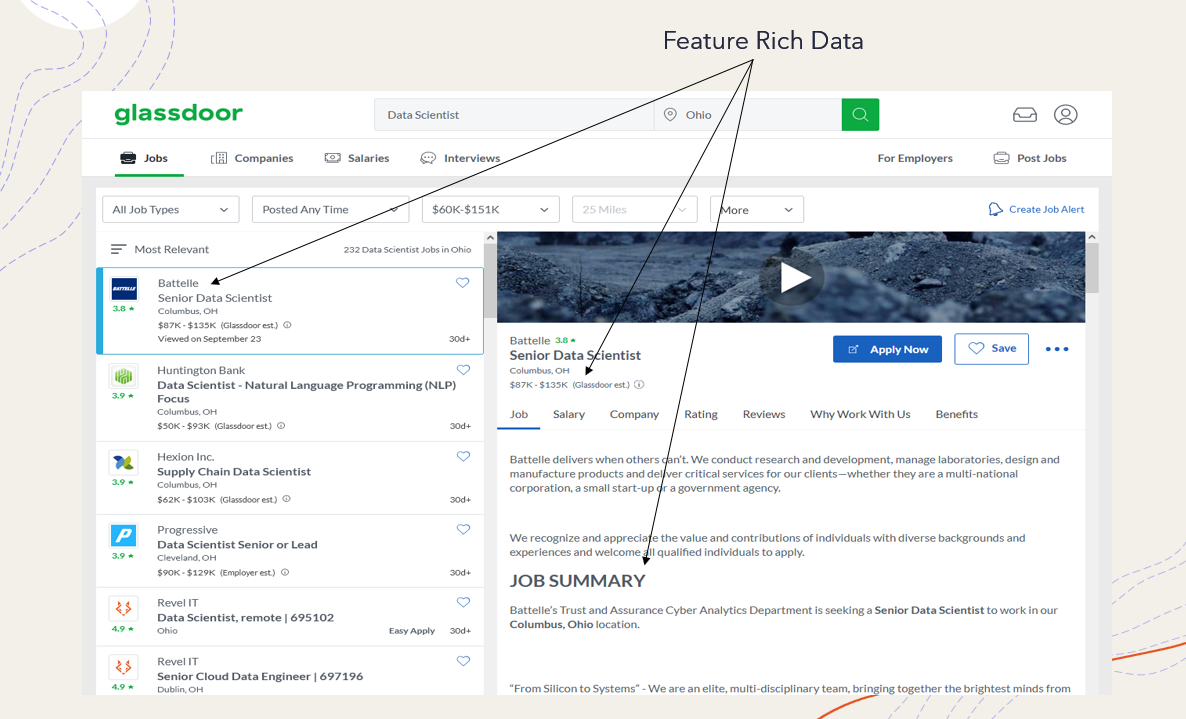 Feature Rich Data
glassdoor
Data Scientist
Ohio
Jobs
Companies
Salaries
Interviews
For Employers
Post Jobs
All Job Types
Posted Any Time
$60K-$151K
25 Miles
More
Create Job Alert
Most Relevant
232 Data Scientist Jobs in Ohio
BATTELLE
3.8 ★
Battelle
Senior Data Scientist
Columbus, OH
$87K - $135K (Glassdoor est.)
Viewed on September 23
30d+
3.9 ★
Huntington Bank
Data Scientist - Natural Language Programming (NLP)
Focus
Columbus, OH
$50K - $93K (Glassdoor est.)
30d+
3.9 ★
Hexion Inc.
Supply Chain Data Scientist
Columbus, OH
$62K - $103K (Glassdoor est.)
30d+
3.9 ★
Progressive
Data Scientist Senior or Lead
Cleveland, OH
$90K - $129K (Employer est.)
30d+
4.9 ★
Revel IT
Data Scientist, remote | 695102
Ohio
Easy Apply
30d+
4.9 ★
Revel IT
Senior Cloud Data Engineer | 697196
Dublin, OH
Battelle 3.8 ★
Senior Data Scientist
Columbus, OH
$87K - $135K (Glassdoor est.)
Apply Now
Save
Job
Salary
Company
Rating
Reviews
Why Work With Us
Benefits
Battelle delivers when others can't. We conduct research and development, manage laboratories, design and
manufacture products and deliver critical services for our clients—whether they are a multi-national
corporation, a small start-up or a government agency.
We recognize and appreciate the value and contributions of individuals with diverse backgrounds and
experiences and welcome all qualified individuals to apply.
JOB SUMMARY
Battelle's Trust and Assurance Cyber Analytics Department is seeking a Senior Data Scientist to work in our
Columbus, Ohio location.
"From Silicon to Systems" - We are an elite, multi-disciplinary team, bringing together the brightest minds from